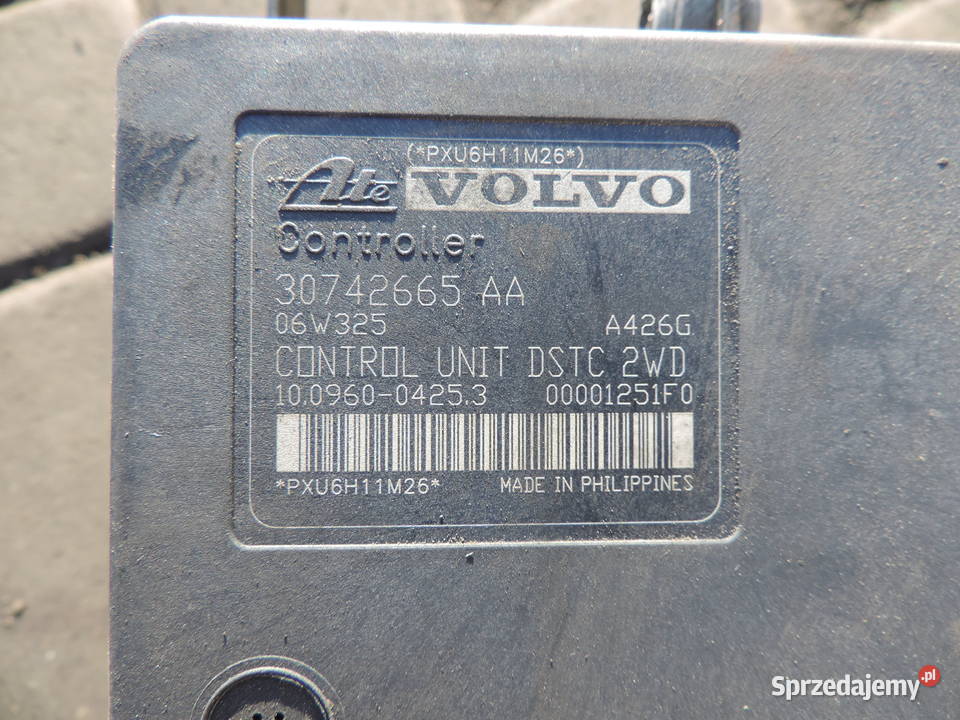 (*PXU6H11M26*)
Ate VOLVO
Controller
30742665 AA
06W325 A426G
CONTROL UNIT DSTC 2WD
10.0960-0425.3 00001251F0
*PXU6H11M26* MADE IN PHILIPPINES
Sprzedajemy.pl